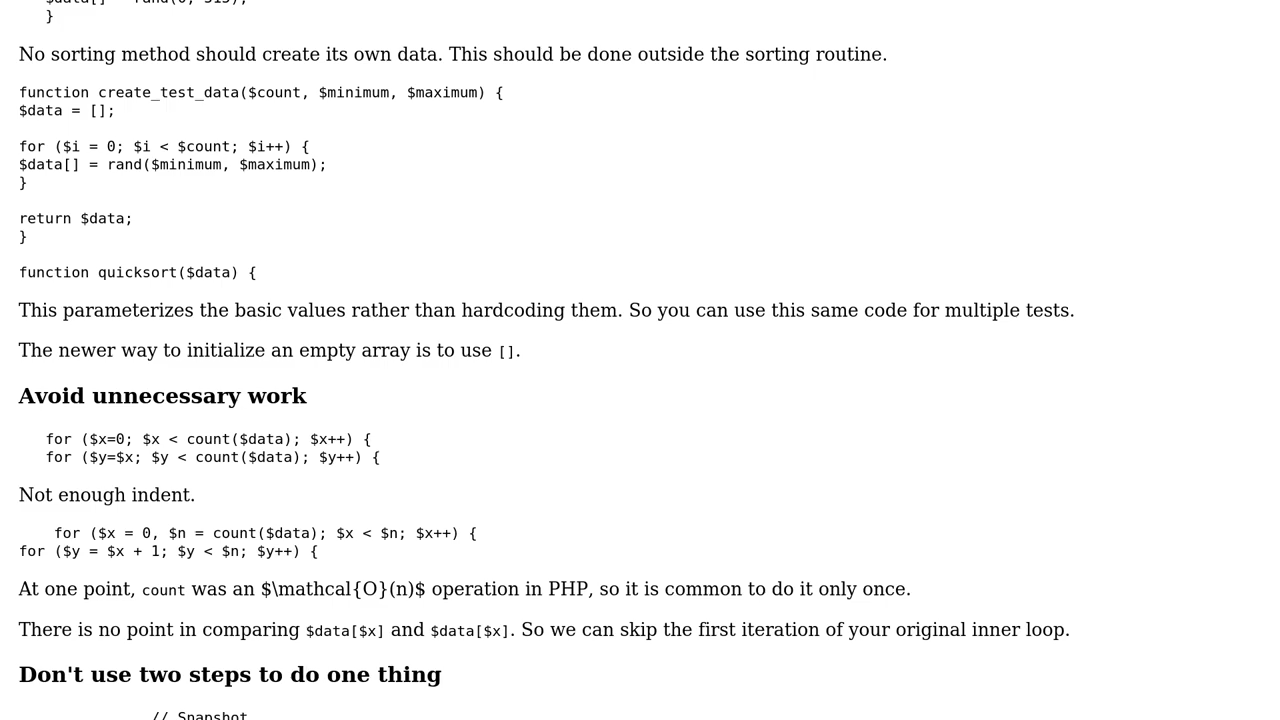 $data[] = rand(0, 315);
}
No sorting method should create its own data. This should be done outside the sorting routine.
function create_test_data($count, $minimum, $maximum) {
$data = [];
for ($i = 0; $i < $count; $i++) {
$data[] = rand($minimum, $maximum);
}
return $data;
}
function quicksort($data) {
This parameterizes the basic values rather than hardcoding them. So you can use this same code for multiple tests.
The newer way to initialize an empty array is to use [].
Avoid unnecessary work
for ($x=0; $x < count($data); $x++) {
for ($y=$x; $y < count($data); $y++) {
Not enough indent.
for ($x = 0, $n = count($data); $x < $n; $x++) {
for ($y = $x + 1; $y < $n; $y++) {
At one point, count was an $\mathcal{O}(n)$ operation in PHP, so it is common to do it only once.
There is no point in comparing $data[$x] and $data[$x]. So we can skip the first iteration of your original inner loop.
Don't use two steps to do one thing
// Snapshot